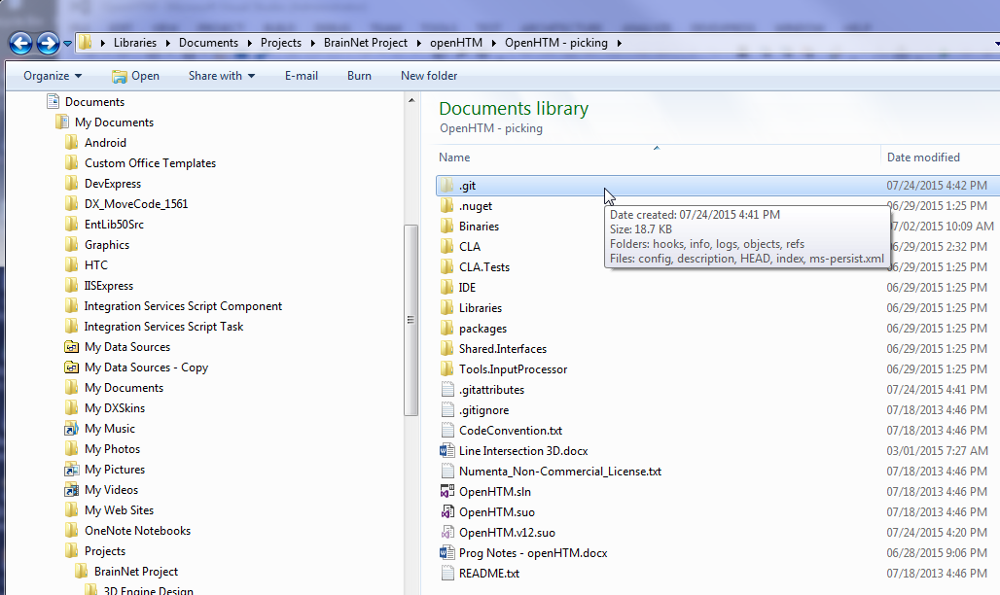 Libraries Documents Projects BrainNet Project openHTM OpenHTM - picking
Organize Open Share with E-mail Burn New folder
Documents
My Documents
Android
Custom Office Templates
DevExpress
DX_MoveCode_1561
EntLib50Src
Graphics
HTC
IISExpress
Integration Services Script Component
Integration Services Script Task
My Data Sources
My Data Sources - Copy
My Documents
My DXSkins
My Music
My Photos
My Pictures
My Videos
My Web Sites
OneNote Notebooks
Projects
BrainNet Project
3D Engine Design
Documents library
OpenHTM - picking
Name Date modified
.git 07/24/2015 4:42 PM
.nuget 06/29/2015 1:25 PM
Binaries 07/02/2015 10:09 AM
CLA 06/29/2015 2:32 PM
CLA.Tests 06/29/2015 1:25 PM
IDE 06/29/2015 1:25 PM
Libraries 06/29/2015 1:25 PM
packages 06/29/2015 1:25 PM
Shared.Interfaces 06/29/2015 1:25 PM
Tools.InputProcessor 06/29/2015 1:25 PM
.gitattributes 07/24/2015 4:41 PM
.gitignore 07/18/2013 4:46 PM
CodeConvention.txt 07/18/2013 4:46 PM
Line Intersection 3D.docx 03/01/2015 7:27 AM
Numenta_Non-Commercial_License.txt 07/18/2013 4:46 PM
OpenHTM.sln 07/18/2013 4:46 PM
OpenHTM.suo 07/18/2013 4:46 PM
OpenHTM.v12.suo 07/24/2015 4:20 PM
Prog Notes - openHTM.docx 06/28/2015 9:06 PM
README.txt 07/18/2013 4:46 PM
Date created: 07/24/2015 4:41 PM
Size: 18.7 KB
Folders: hooks, info, logs, objects, refs
Files: config, description, HEAD, index, ms-persist.xml